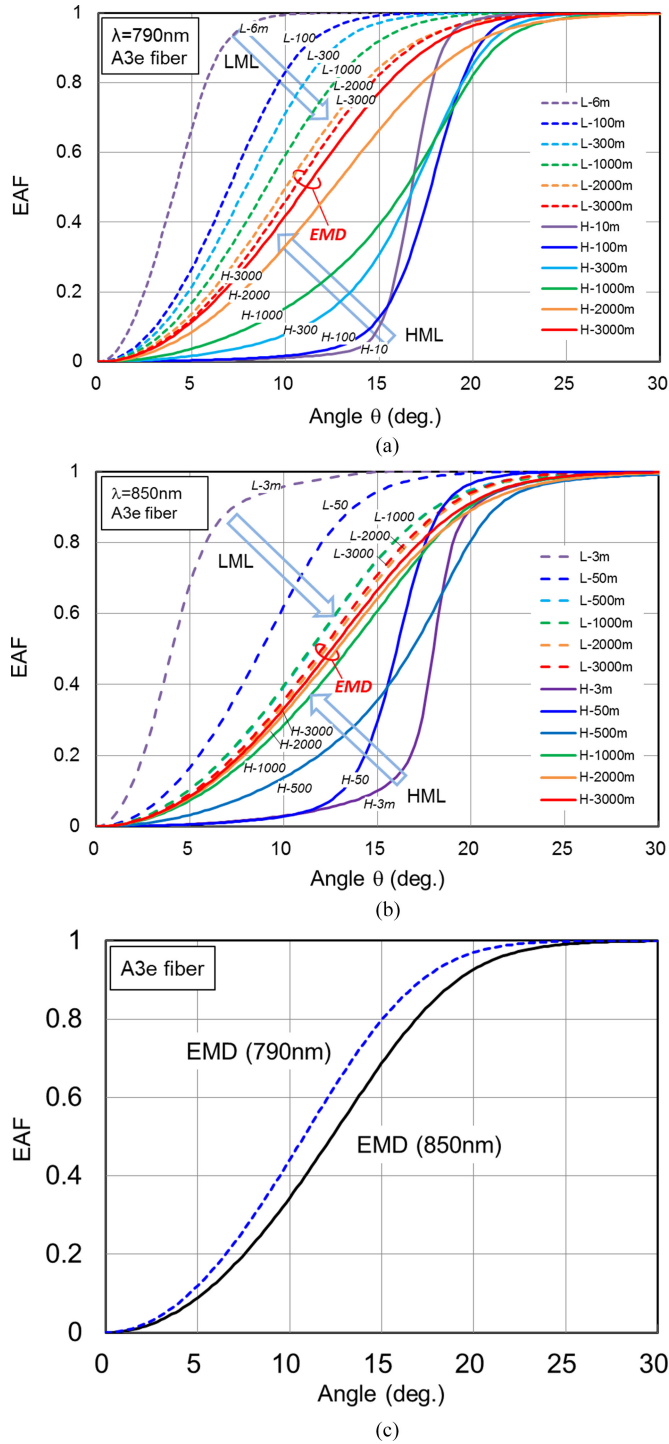 λ=790nm
A3e fiber
EAF
1
0.8
0.6
0.4
0.2
0
0
5
10
15
20
25
30
Angle θ (deg.)
L-6m
L-100
L-300
L-1000
L-2000
L-3000
LML
EMD
H-3000
H-2000
H-1000
H-300
H-100
H-10
HML
L-6m
L-100m
L-300m
L-1000m
L-2000m
L-3000m
H-10m
H-100m
H-300m
H-1000m
H-2000m
H-3000m
(a)
λ=850nm
A3e fiber
EAF
1
0.8
0.6
0.4
0.2
0
0
5
10
15
20
25
30
Angle θ (deg.)
L-3m
L-50
L-1000
L-2000
L-3000
LML
EMD
H-3000
H-2000
H-1000
H-500
H-50
H-3m
HML
L-3m
L-50m
L-500m
L-1000m
L-2000m
L-3000m
H-3m
H-50m
H-500m
H-1000m
H-2000m
H-3000m
(b)
A3e fiber
EAF
1
0.8
0.6
0.4
0.2
0
0
5
10
15
20
25
30
Angle (deg.)
EMD (790nm)
EMD (850nm)
(c)